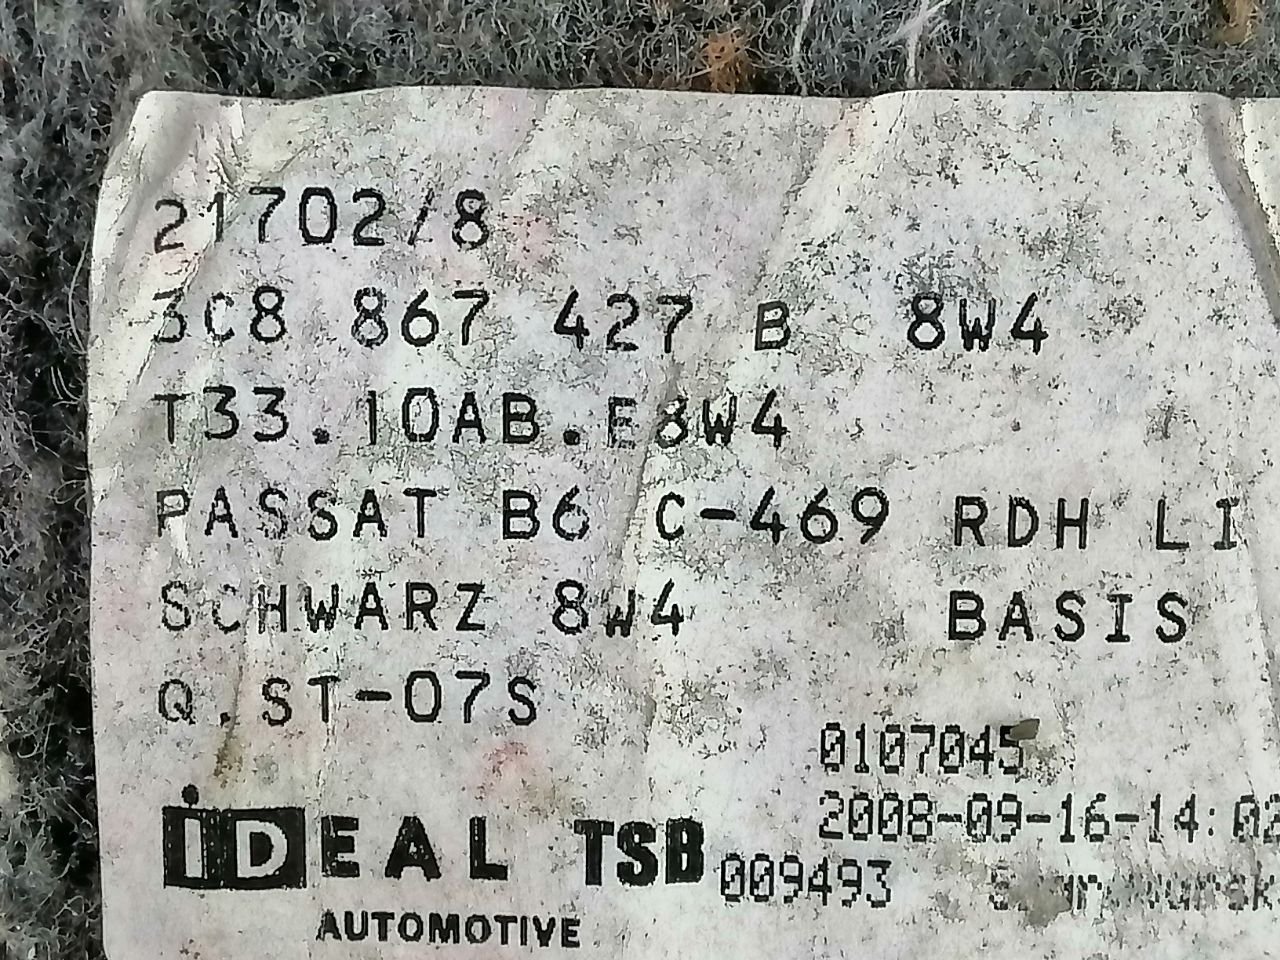 21702/8
3C8 867 427 B 8W4
T33.10AB.E8W4
PASSAT B6 C-469 RDH LI
SCHWARZ 8W4 BASIS
Q.ST-07S
0107045
2008-09-16-14:02
iDEAL TSB 009493
AUTOMOTIVE